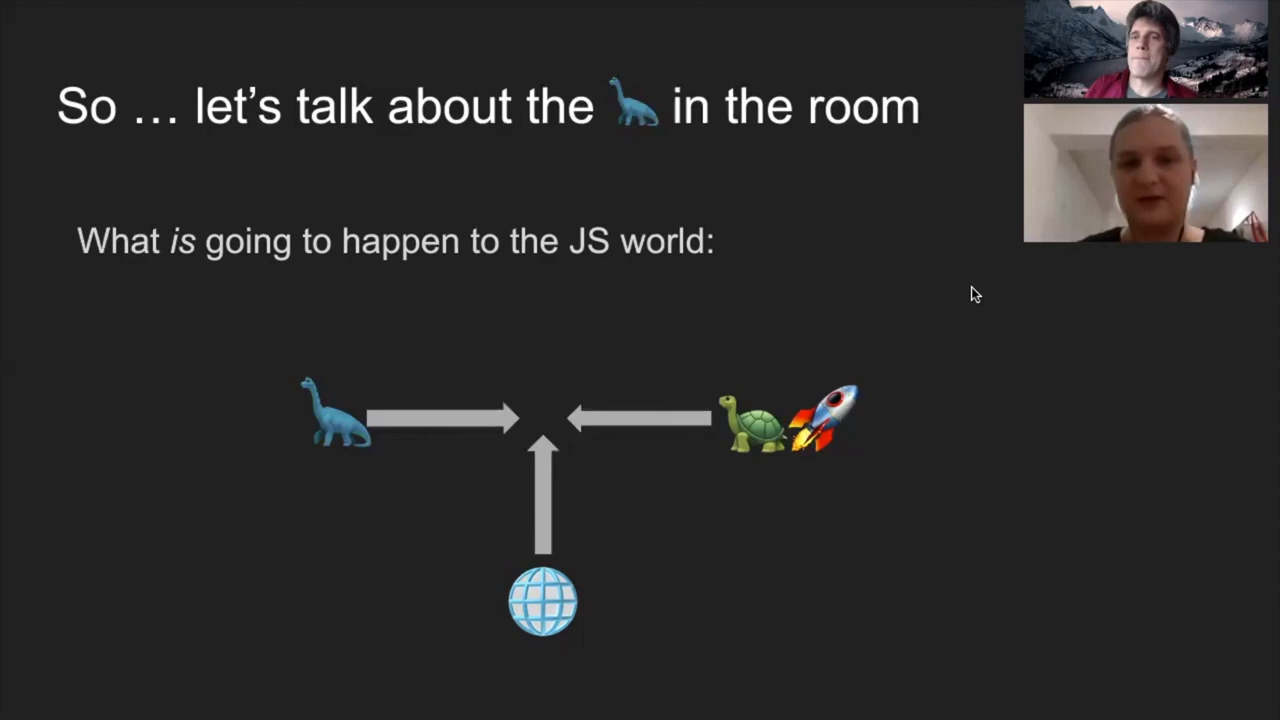 So … let’s talk about the 🦕 in the room
What is going to happen to the JS world: